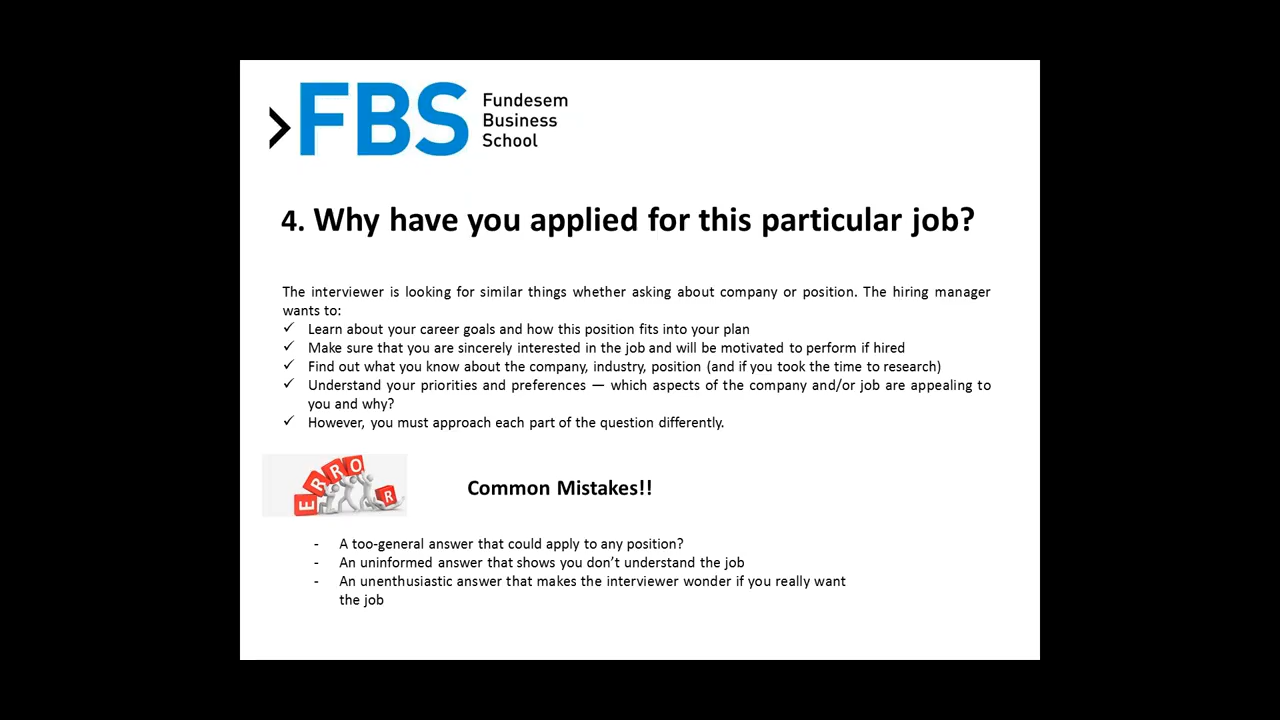 >FBS
Fundesem
Business
School
4. Why have you applied for this particular job?
The interviewer is looking for similar things whether asking about company or position. The hiring manager
wants to:
✓ Learn about your career goals and how this position fits into your plan
✓ Make sure that you are sincerely interested in the job and will be motivated to perform if hired
✓ Find out what you know about the company, industry, position (and if you took the time to research)
✓ Understand your priorities and preferences — which aspects of the company and/or job are appealing to
you and why?
✓ However, you must approach each part of the question differently.
ERROR
Common Mistakes!!
- A too-general answer that could apply to any position?
- An uninformed answer that shows you don’t understand the job
- An unenthusiastic answer that makes the interviewer wonder if you really want
the job